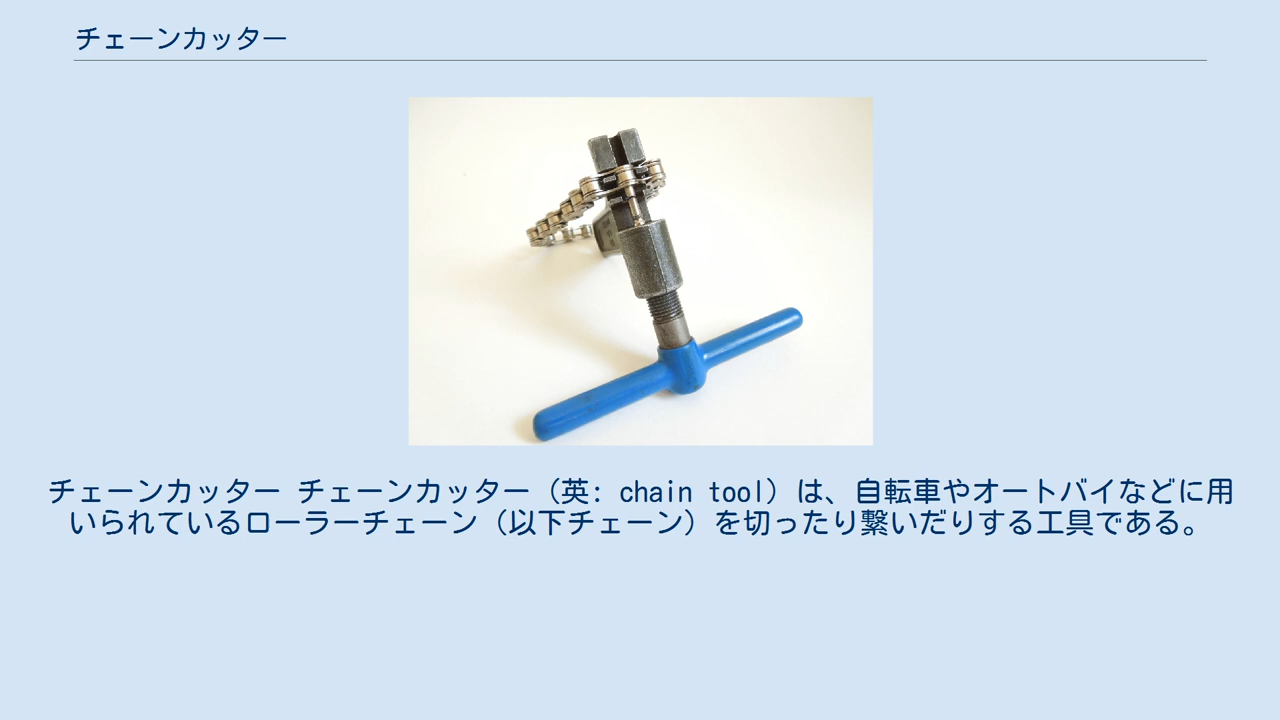 チェーンカッター
チェーンカッター チェーンカッター（英: chain tool）は、自転車やオートバイなどに用
いられているローラーチェーン（以下チェーン）を切ったり繋いだりする工具である。